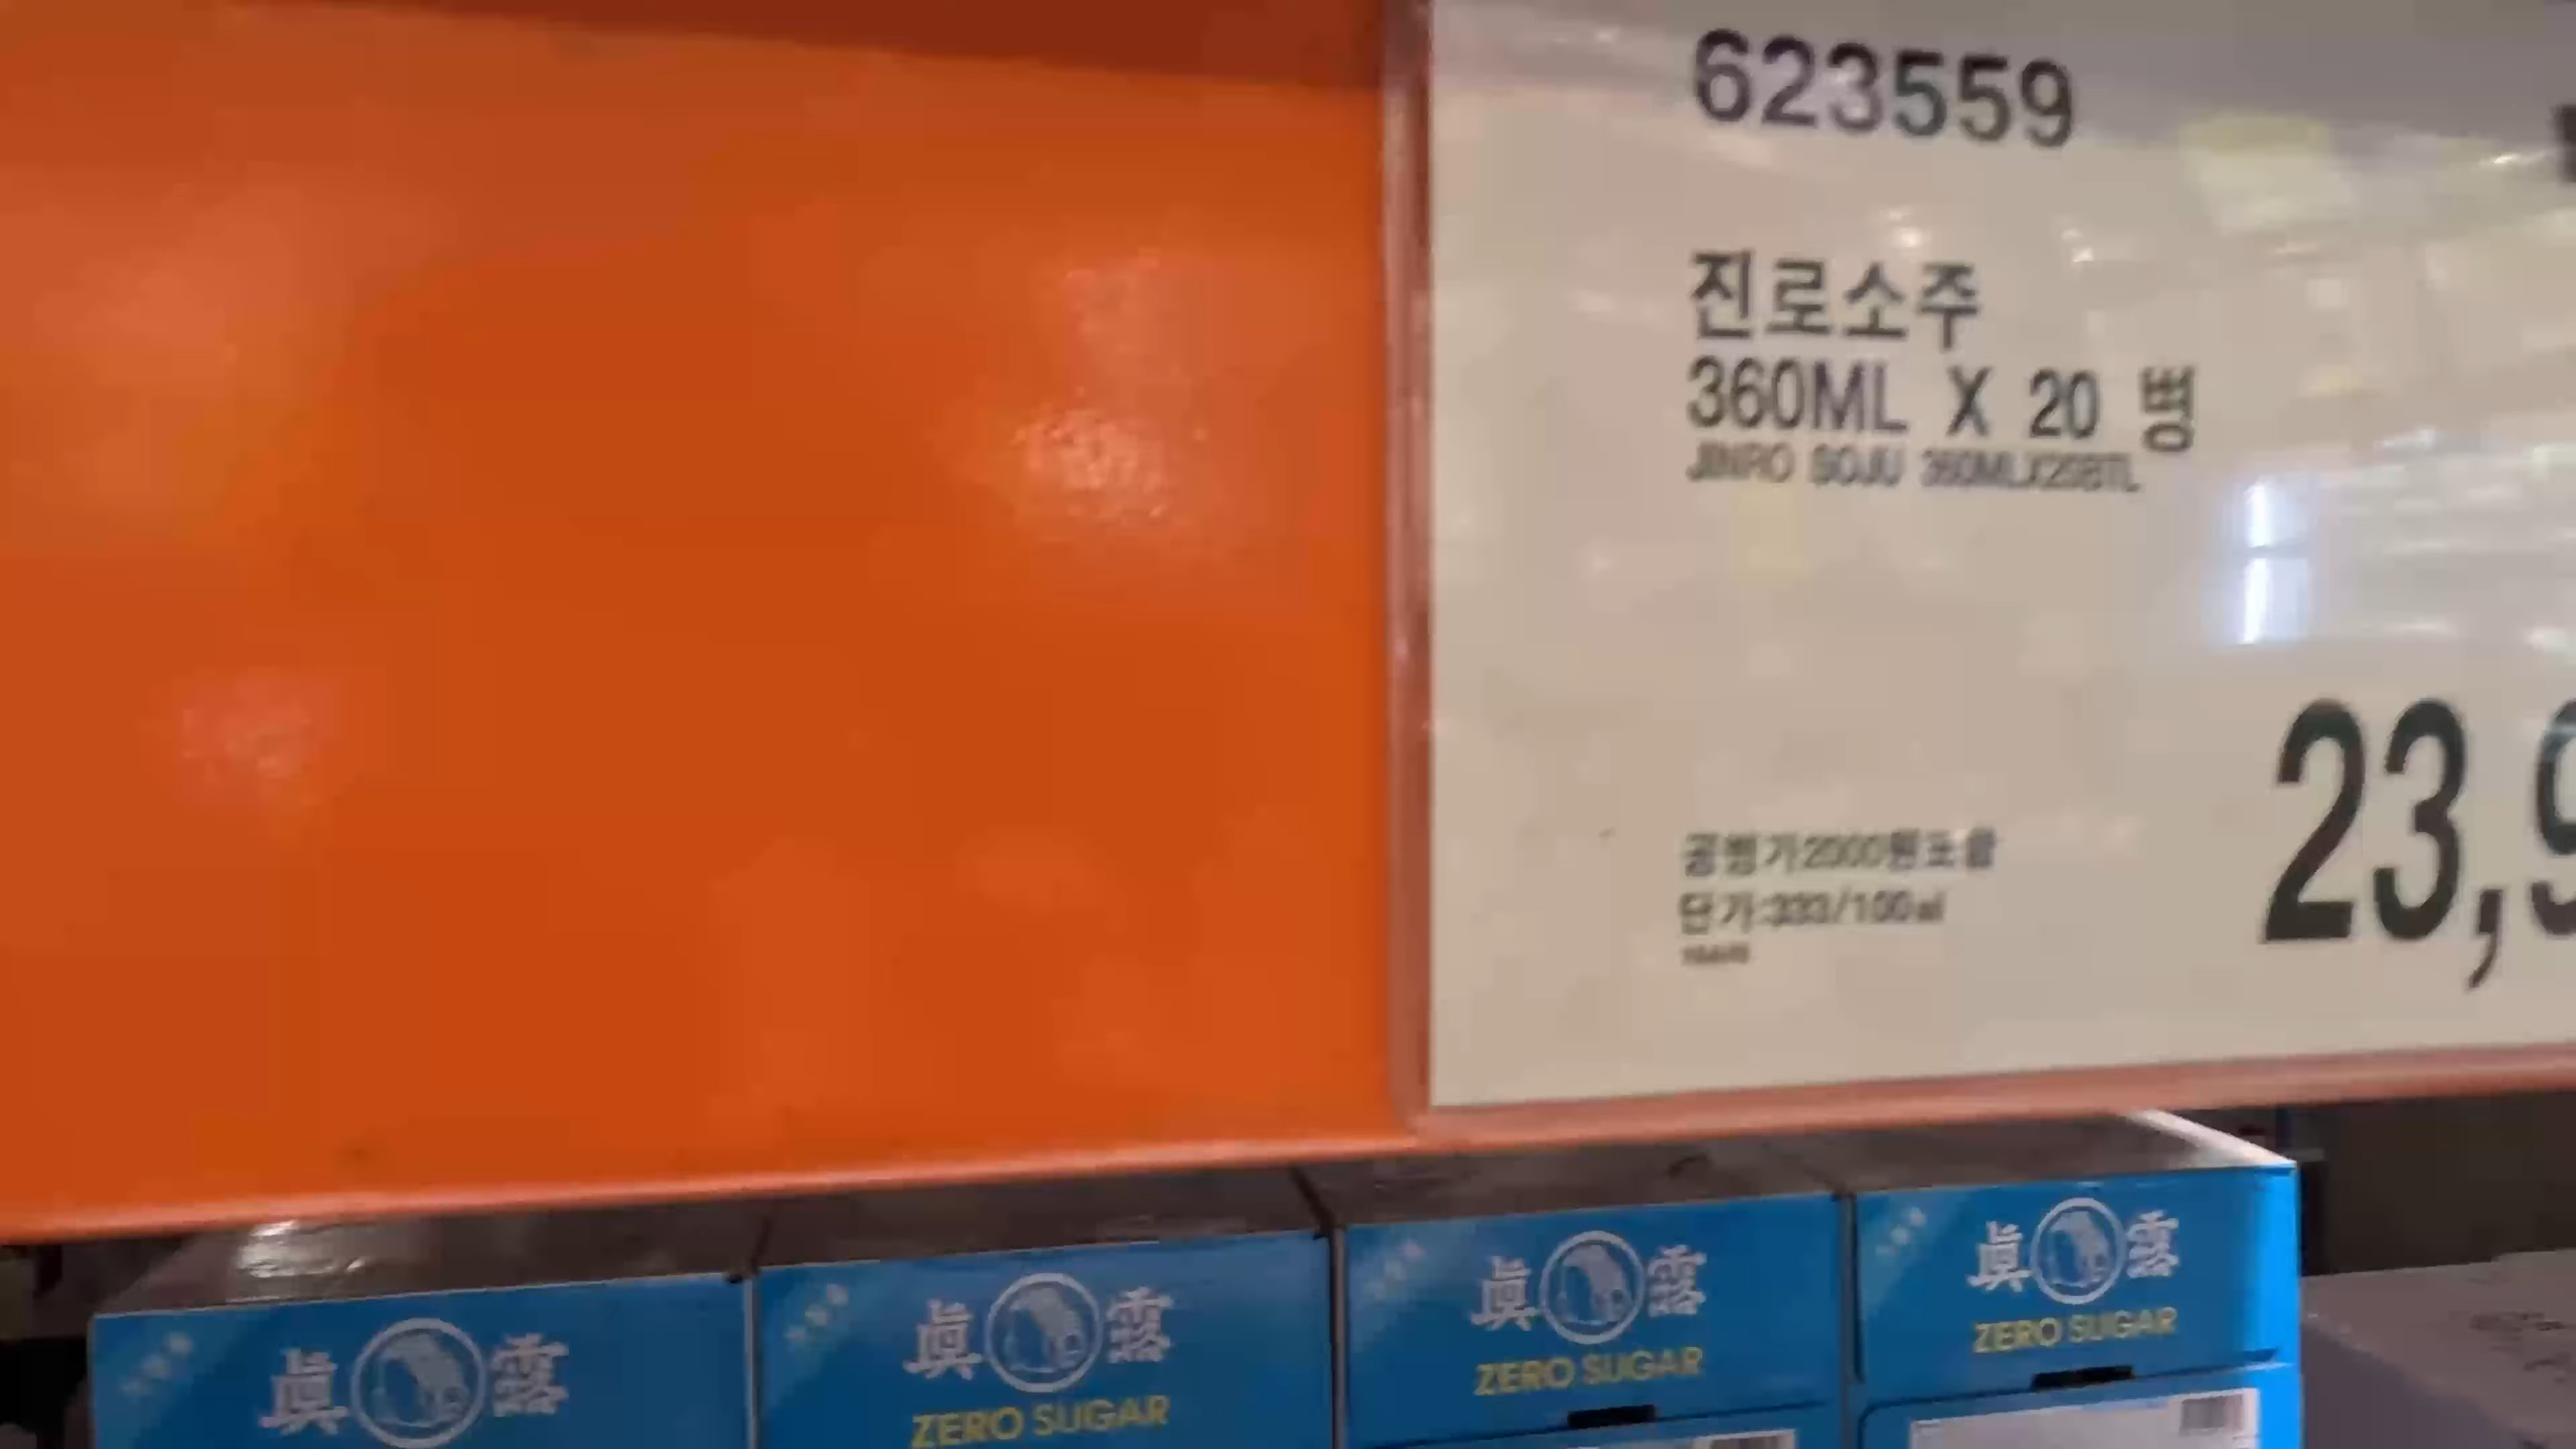 623559
진로소주
360ML X 20 병
JINRO SOJU 360MLX20BTL
23,9
공병가2000원포함
단가:333/100ml
眞露
ZERO SUGAR
眞露
ZERO SUGAR
眞露
ZERO SUGAR
眞露